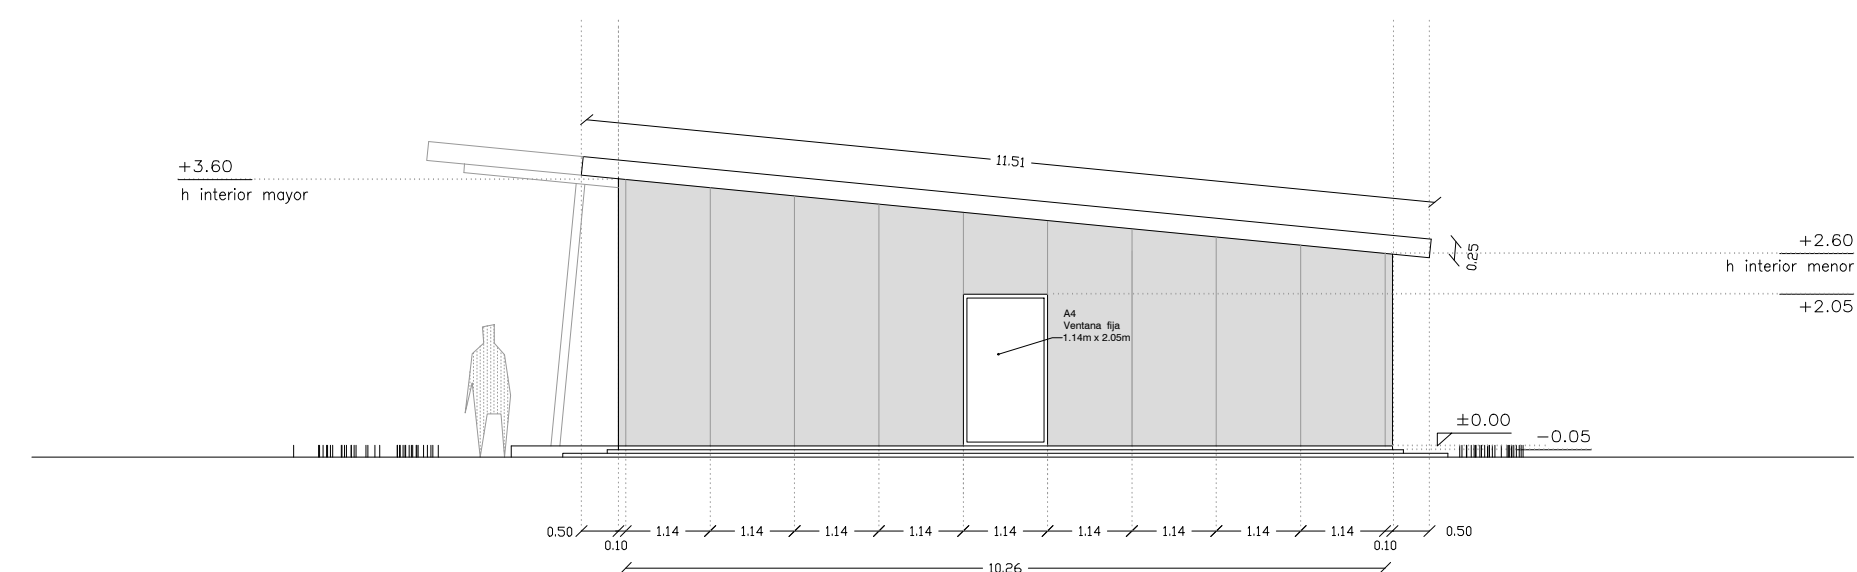 11.51
+3.60
h interior mayor
+2.60
0.25
h interior menor
+2.05
A4
Ventana fija
1.14m x 2.05m
±0.00
-0.05
0.50 1.14 1.14 1.14 1.14 1.14 1.14 1.14 1.14 1.14 0.50
0.10 0.10
10.26